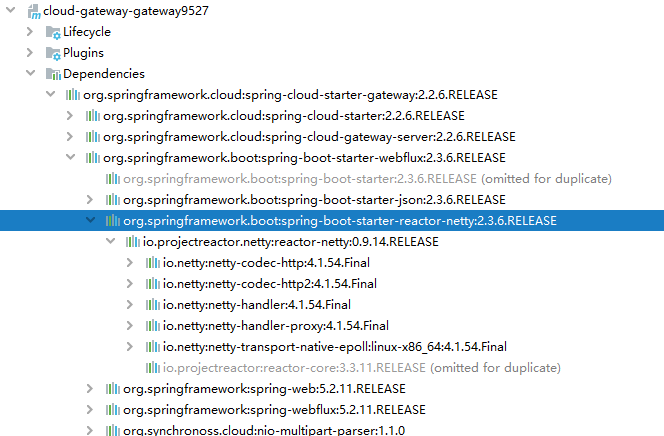 cloud-gateway-gateway9527
Lifecycle
Plugins
Dependencies
org.springframework.cloud:spring-cloud-starter-gateway:2.2.6.RELEASE
org.springframework.cloud:spring-cloud-starter:2.2.6.RELEASE
org.springframework.cloud:spring-cloud-gateway-server:2.2.6.RELEASE
org.springframework.boot:spring-boot-starter-webflux:2.3.6.RELEASE
org.springframework.boot:spring-boot-starter:2.3.6.RELEASE (omitted for duplicate)
org.springframework.boot:spring-boot-starter-json:2.3.6.RELEASE
org.springframework.boot:spring-boot-starter-reactor-netty:2.3.6.RELEASE
io.projectreactor.netty:reactor-netty:0.9.14.RELEASE
io.netty:netty-codec-http:4.1.54.Final
io.netty:netty-codec-http2:4.1.54.Final
io.netty:netty-handler:4.1.54.Final
io.netty:netty-handler-proxy:4.1.54.Final
io.netty:netty-transport-native-epoll:linux-x86_64:4.1.54.Final
io.projectreactor:reactor-core:3.3.11.RELEASE (omitted for duplicate)
org.springframework:spring-web:5.2.11.RELEASE
org.springframework:spring-webflux:5.2.11.RELEASE
org.synchronoss.cloud:nio-multipart-parser:1.1.0